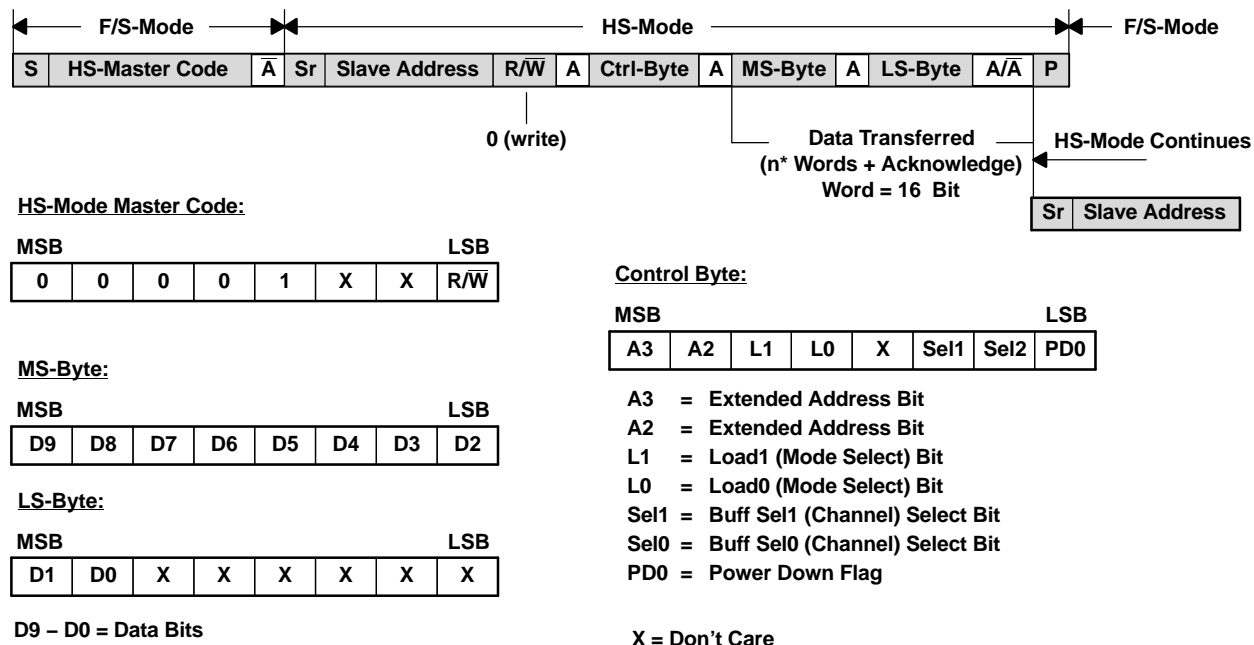 F/S-Mode HS-Mode F/S-Mode
S HS-Master Code A̅ Sr Slave Address R/W̅ A Ctrl-Byte A MS-Byte A LS-Byte A/A̅ P
0 (write)
Data Transferred
(n* Words + Acknowledge)
Word = 16 Bit
HS-Mode Continues
Sr Slave Address
HS-Mode Master Code:
MSB LSB
0 0 0 0 1 X X R/W̅
MS-Byte:
MSB LSB
D9 D8 D7 D6 D5 D4 D3 D2
LS-Byte:
MSB LSB
D1 D0 X X X X X X
D9 – D0 = Data Bits
Control Byte:
MSB LSB
A3 A2 L1 L0 X Sel1 Sel2 PD0
A3 = Extended Address Bit
A2 = Extended Address Bit
L1 = Load1 (Mode Select) Bit
L0 = Load0 (Mode Select) Bit
Sel1 = Buff Sel1 (Channel) Select Bit
Sel0 = Buff Sel0 (Channel) Select Bit
PD0 = Power Down Flag
X = Don't Care